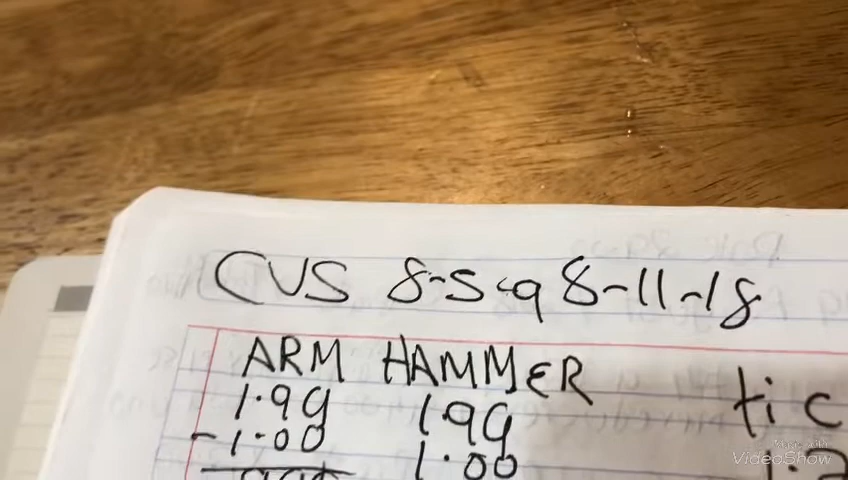 CVS 8-5 a 8-11-18
ARM HAMMER
1.99 1.99 tic
-1.00 1.00
Made with
VideoShow